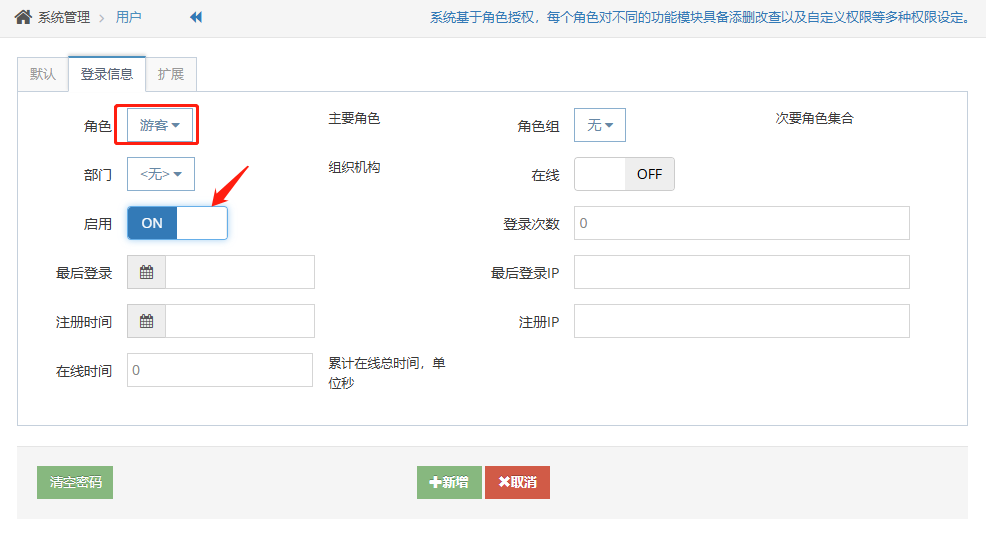 系统管理 用户 系统基于角色授权，每个角色对不同的功能模块具备添删改查以及自定义权限等多种权限设定。
默认 登录信息 扩展
角色 游客 主要角色 角色组 无 次要角色集合
部门 <无> 组织机构 在线 OFF
启用 ON 登录次数 0
最后登录 最后登录IP
注册时间 注册IP
在线时间 0 累计在线总时间，单
位秒
清空密码 新增 取消